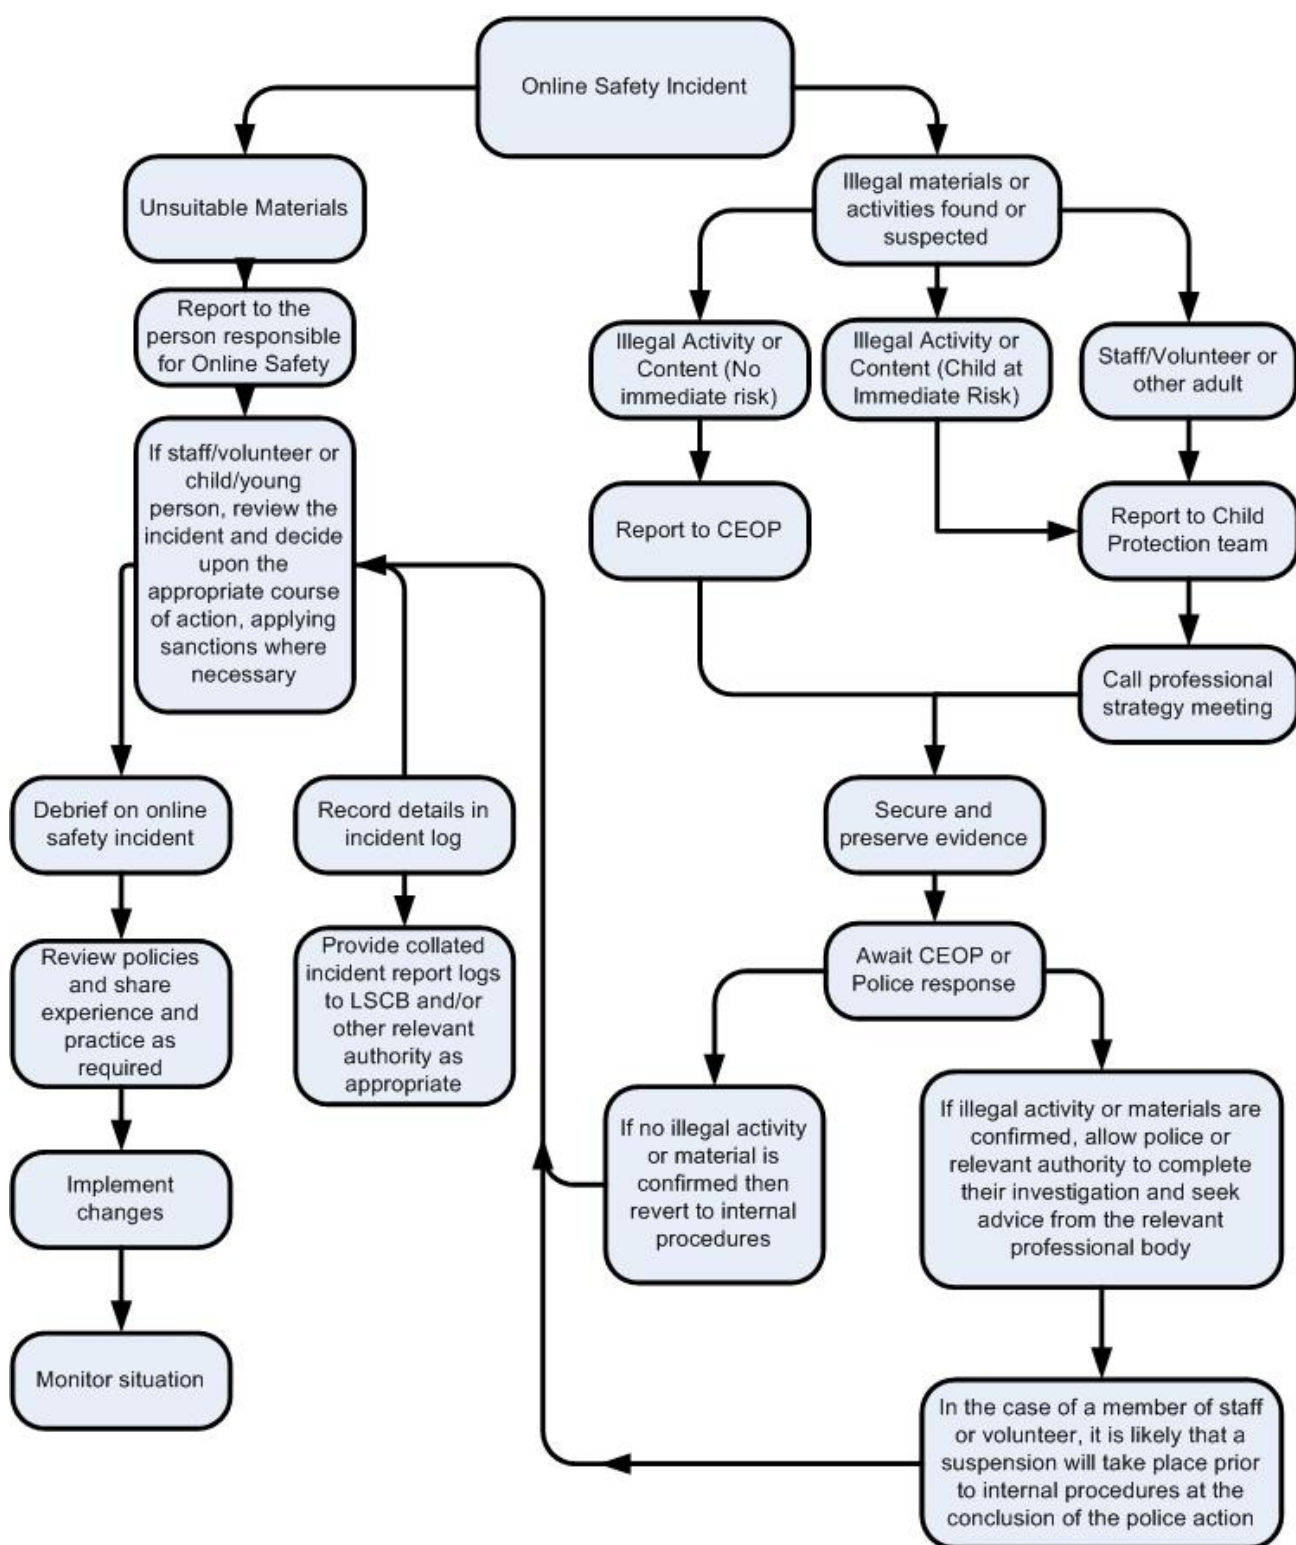 Online Safety Incident
Unsuitable Materials
Report to the
person responsible
for Online Safety
If staff/volunteer or
child/young
person, review the
incident and decide
upon the
appropriate course
of action, applying
sanctions where
necessary
Debrief on online
safety incident
Review policies
and share
experience and
practice as
required
Implement
changes
Monitor situation
Record details in
incident log
Provide collated
incident report logs
to LSCB and/or
other relevant
authority as
appropriate
Illegal materials or
activities found or
suspected
Illegal Activity or
Content (No
immediate risk)
Report to CEOP
Illegal Activity or
Content (Child at
Immediate Risk)
Staff/Volunteer or
other adult
Report to Child
Protection team
Call professional
strategy meeting
Secure and
preserve evidence
Await CEOP or
Police response
If no illegal activity
or material is
confirmed then
revert to internal
procedures
If illegal activity or materials are
confirmed, allow police or
relevant authority to complete
their investigation and seek
advice from the relevant
professional body
In the case of a member of staff
or volunteer, it is likely that a
suspension will take place prior
to internal procedures at the
conclusion of the police action